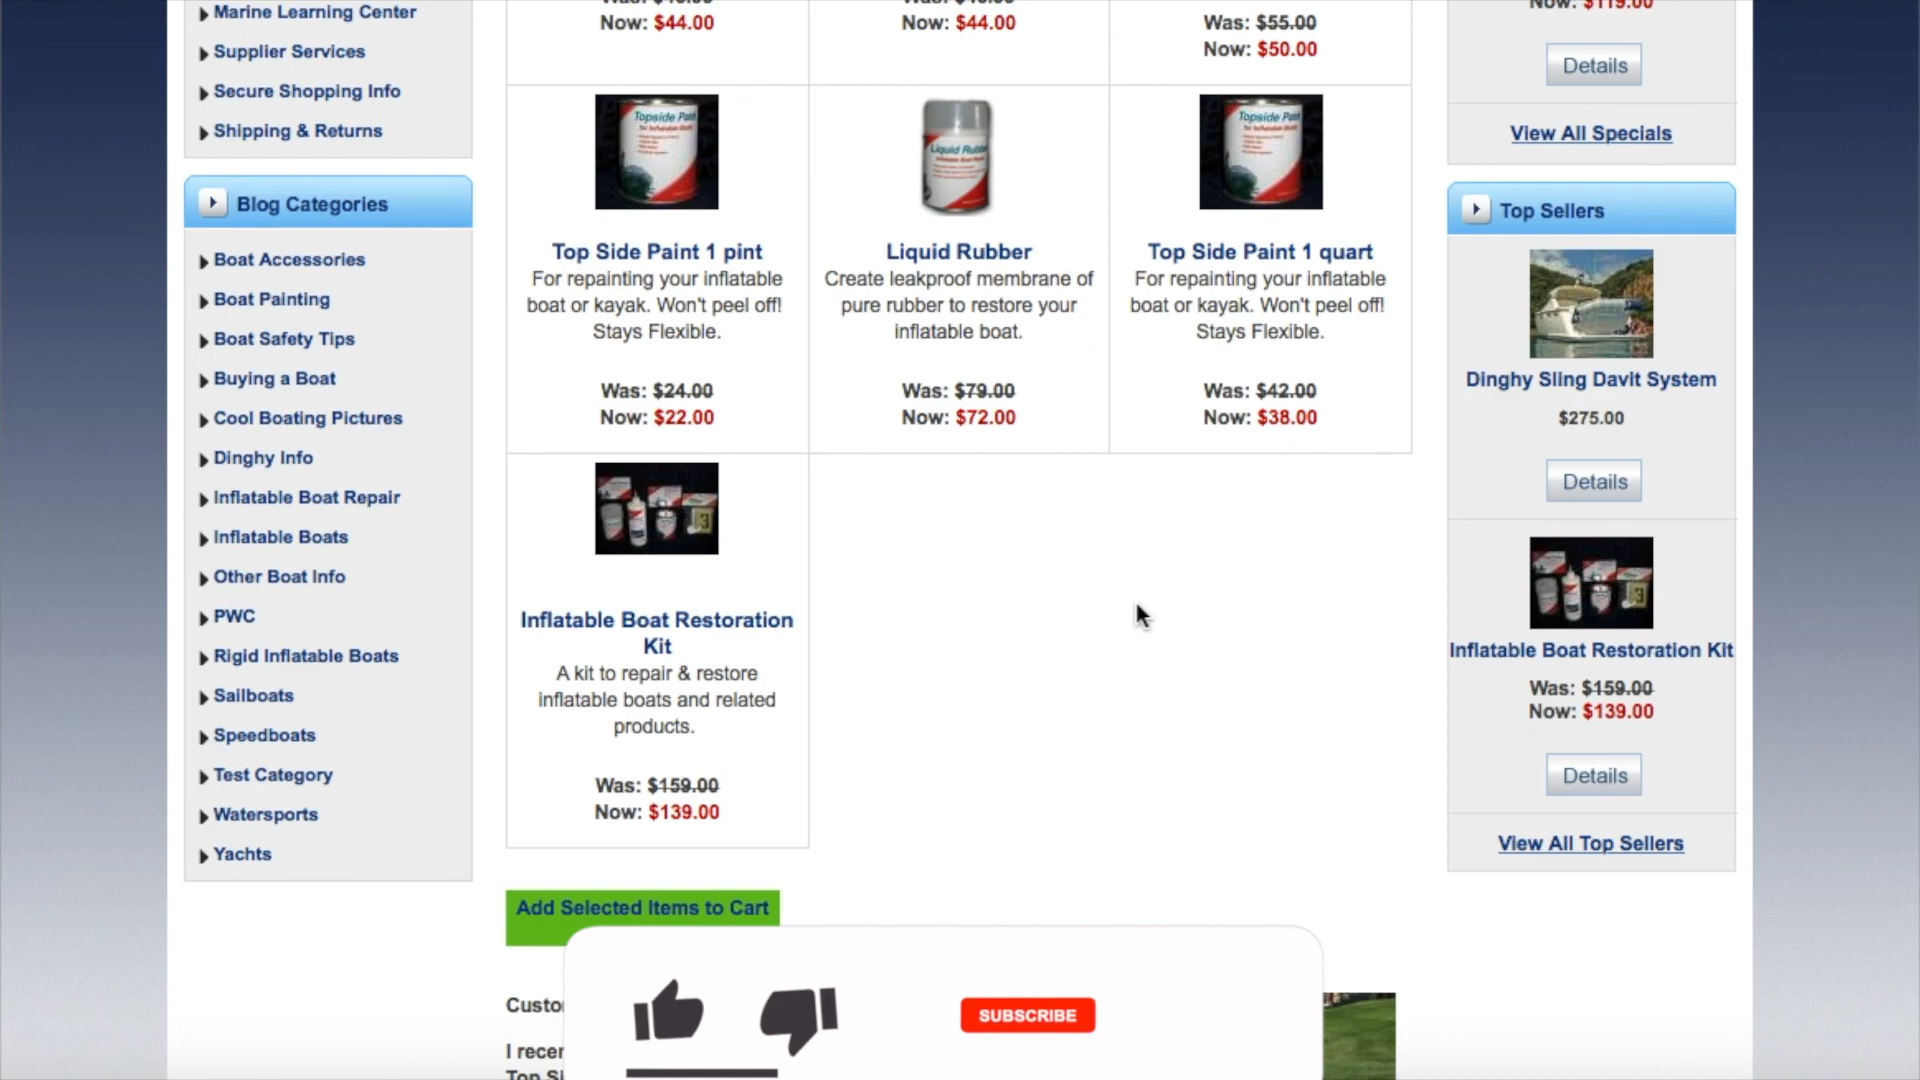 Marine Learning Center
Supplier Services
Secure Shopping Info
Shipping & Returns
Blog Categories
Boat Accessories
Boat Painting
Boat Safety Tips
Buying a Boat
Cool Boating Pictures
Dinghy Info
Inflatable Boat Repair
Inflatable Boats
Other Boat Info
PWC
Rigid Inflatable Boats
Sailboats
Speedboats
Test Category
Watersports
Yachts
Now: $44.00
Now: $44.00
Was: $55.00
Now: $50.00
Topside Paint
Top Side Paint 1 pint
For repainting your inflatable
boat or kayak. Won't peel off!
Stays Flexible.
Was: $24.00
Now: $22.00
Liquid Rubber
Liquid Rubber
Create leakproof membrane of
pure rubber to restore your
inflatable boat.
Was: $79.00
Now: $72.00
Topside Paint
Top Side Paint 1 quart
For repainting your inflatable
boat or kayak. Won't peel off!
Stays Flexible.
Was: $42.00
Now: $38.00
Inflatable Boat Restoration
Kit
A kit to repair & restore
inflatable boats and related
products.
Was: $159.00
Now: $139.00
Add Selected Items to Cart
Custo
I recer
Top Si
SUBSCRIBE
Now: $119.00
Details
View All Specials
Top Sellers
Dinghy Sling Davit System
$275.00
Details
Inflatable Boat Restoration Kit
Was: $159.00
Now: $139.00
Details
View All Top Sellers